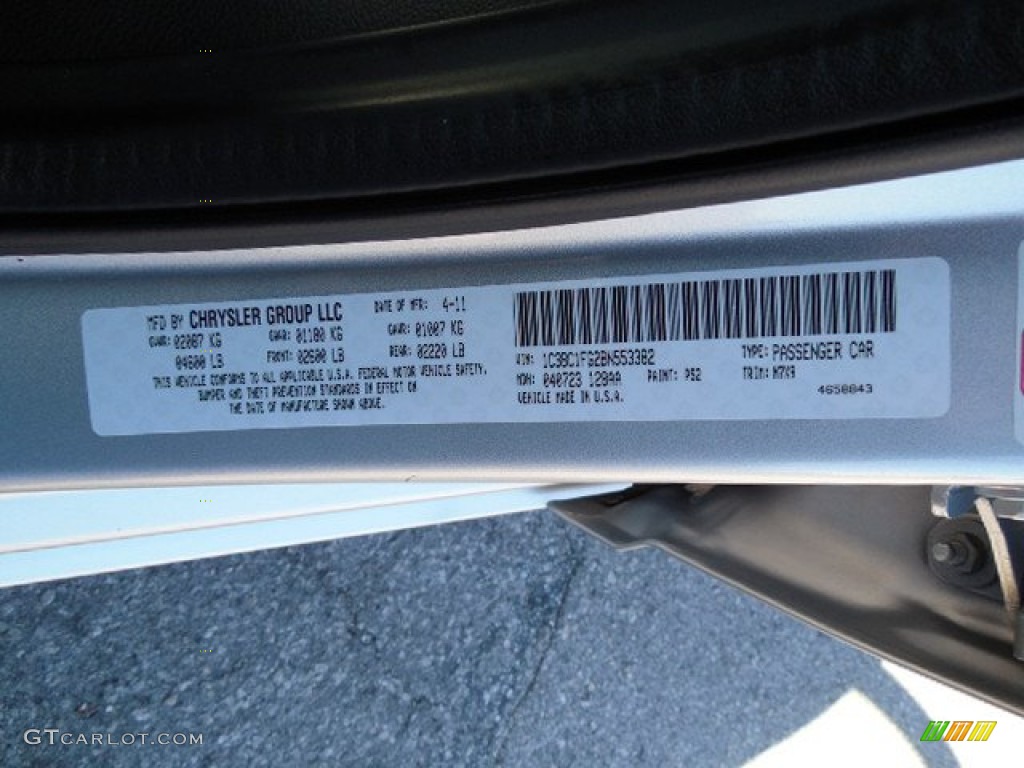 MFD BY CHRYSLER GROUP LLC DATE OF MFR: 4-11
GVWR: 02087 KG GAWR: 01180 KG GAWR: 01007 KG
04600 LB FRONT: 02600 LB REAR: 02220 LB
THIS VEHICLE CONFORMS TO ALL APPLICABLE U.S.A. FEDERAL MOTOR VEHICLE SAFETY,
BUMPER AND THEFT PREVENTION STANDARDS IN EFFECT ON
THE DATE OF MANUFACTURE SHOWN ABOVE.
VIN: 1C3BC1FG2BN553382 TYPE: PASSENGER CAR
MDH: 040723 128AA PAINT: PS2 TRIM: M7X9
VEHICLE MADE IN U.S.A. 4658843
GTCARLOT.COM